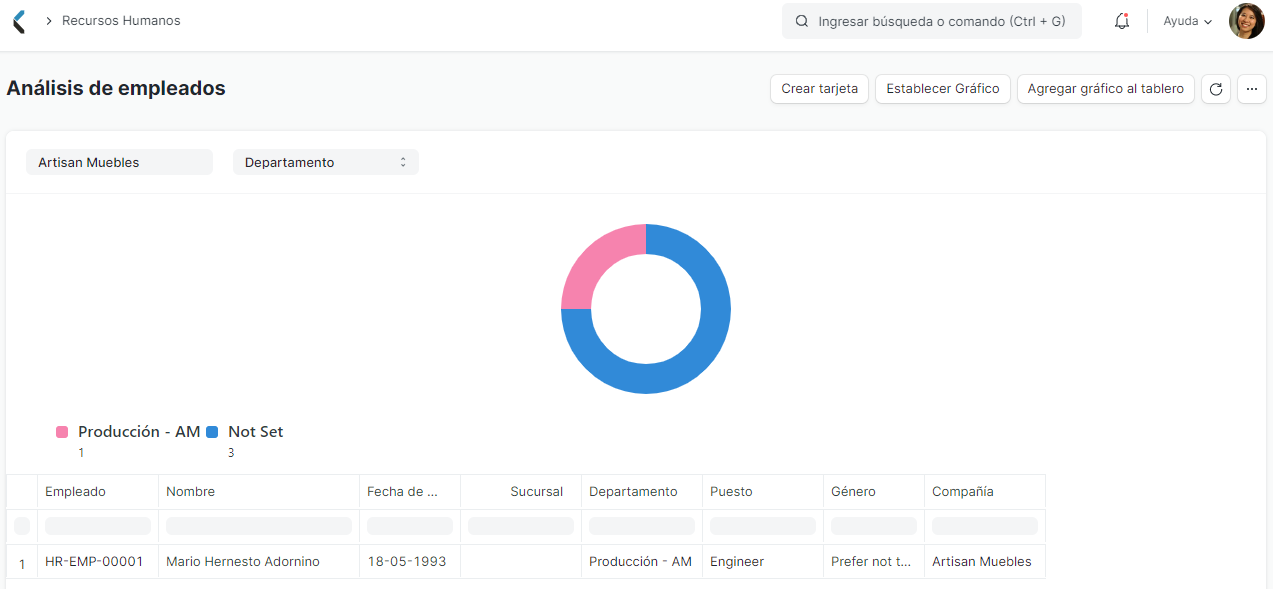 Recursos Humanos
Ingresar búsqueda o comando (Ctrl + G)
Ayuda
Análisis de empleados
Crear tarjeta
Establecer Gráfico
Agregar gráfico al tablero
Artisan Muebles
Departamento
Producción - AM
1
Not Set
3
Empleado Nombre Fecha de ... Sucursal Departamento Puesto Género Compañía
1 HR-EMP-00001 Mario Hernesto Adornino 18-05-1993 Producción - AM Engineer Prefer not t... Artisan Muebles